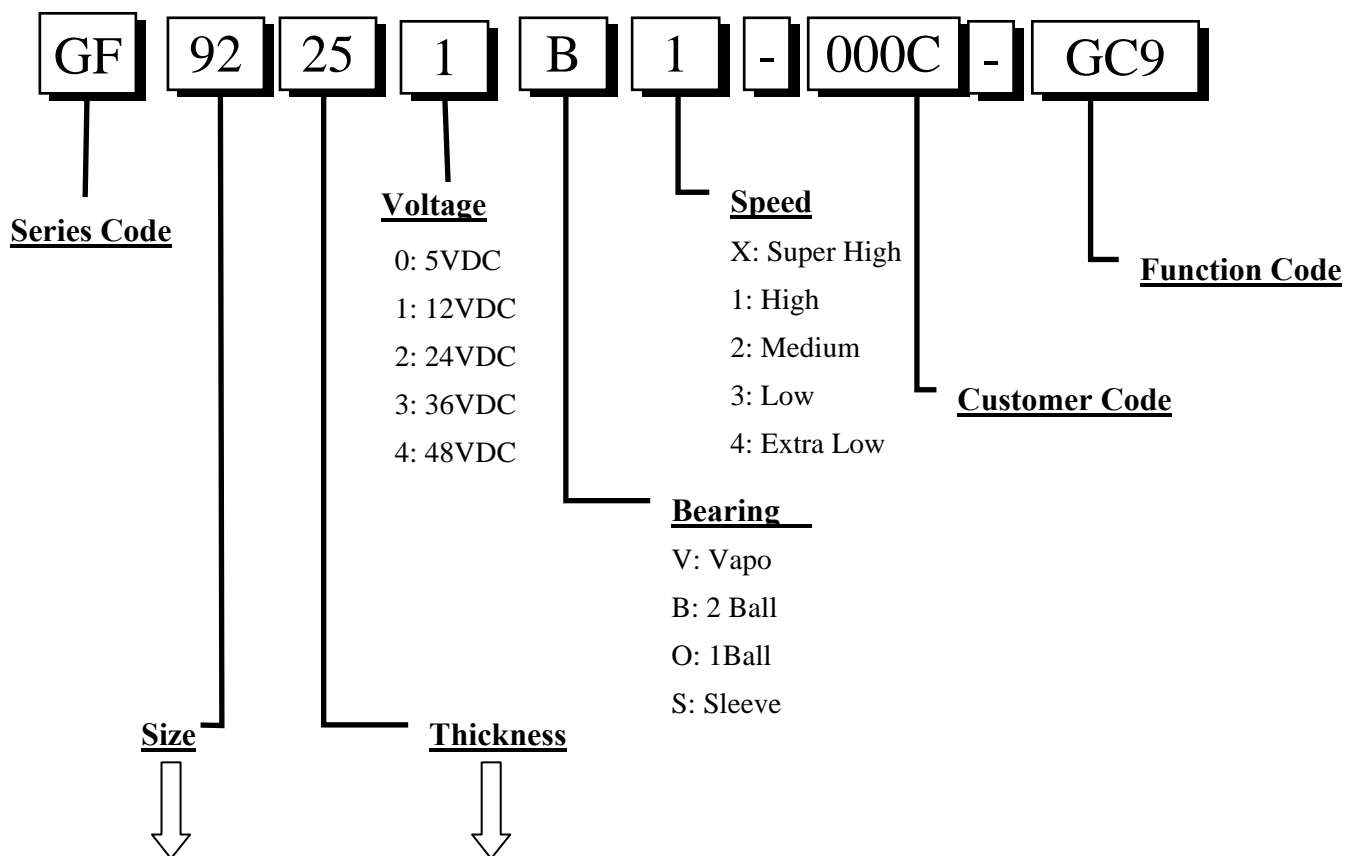 GF 92 25 1 B 1 - 000C - GC9
Series Code
Voltage
0: 5VDC
1: 12VDC
2: 24VDC
3: 36VDC
4: 48VDC
Speed
X: Super High
1: High
2: Medium
3: Low
4: Extra Low
Function Code
Customer Code
Bearing
V: Vapo
B: 2 Ball
O: 1Ball
S: Sleeve
Size
Thickness